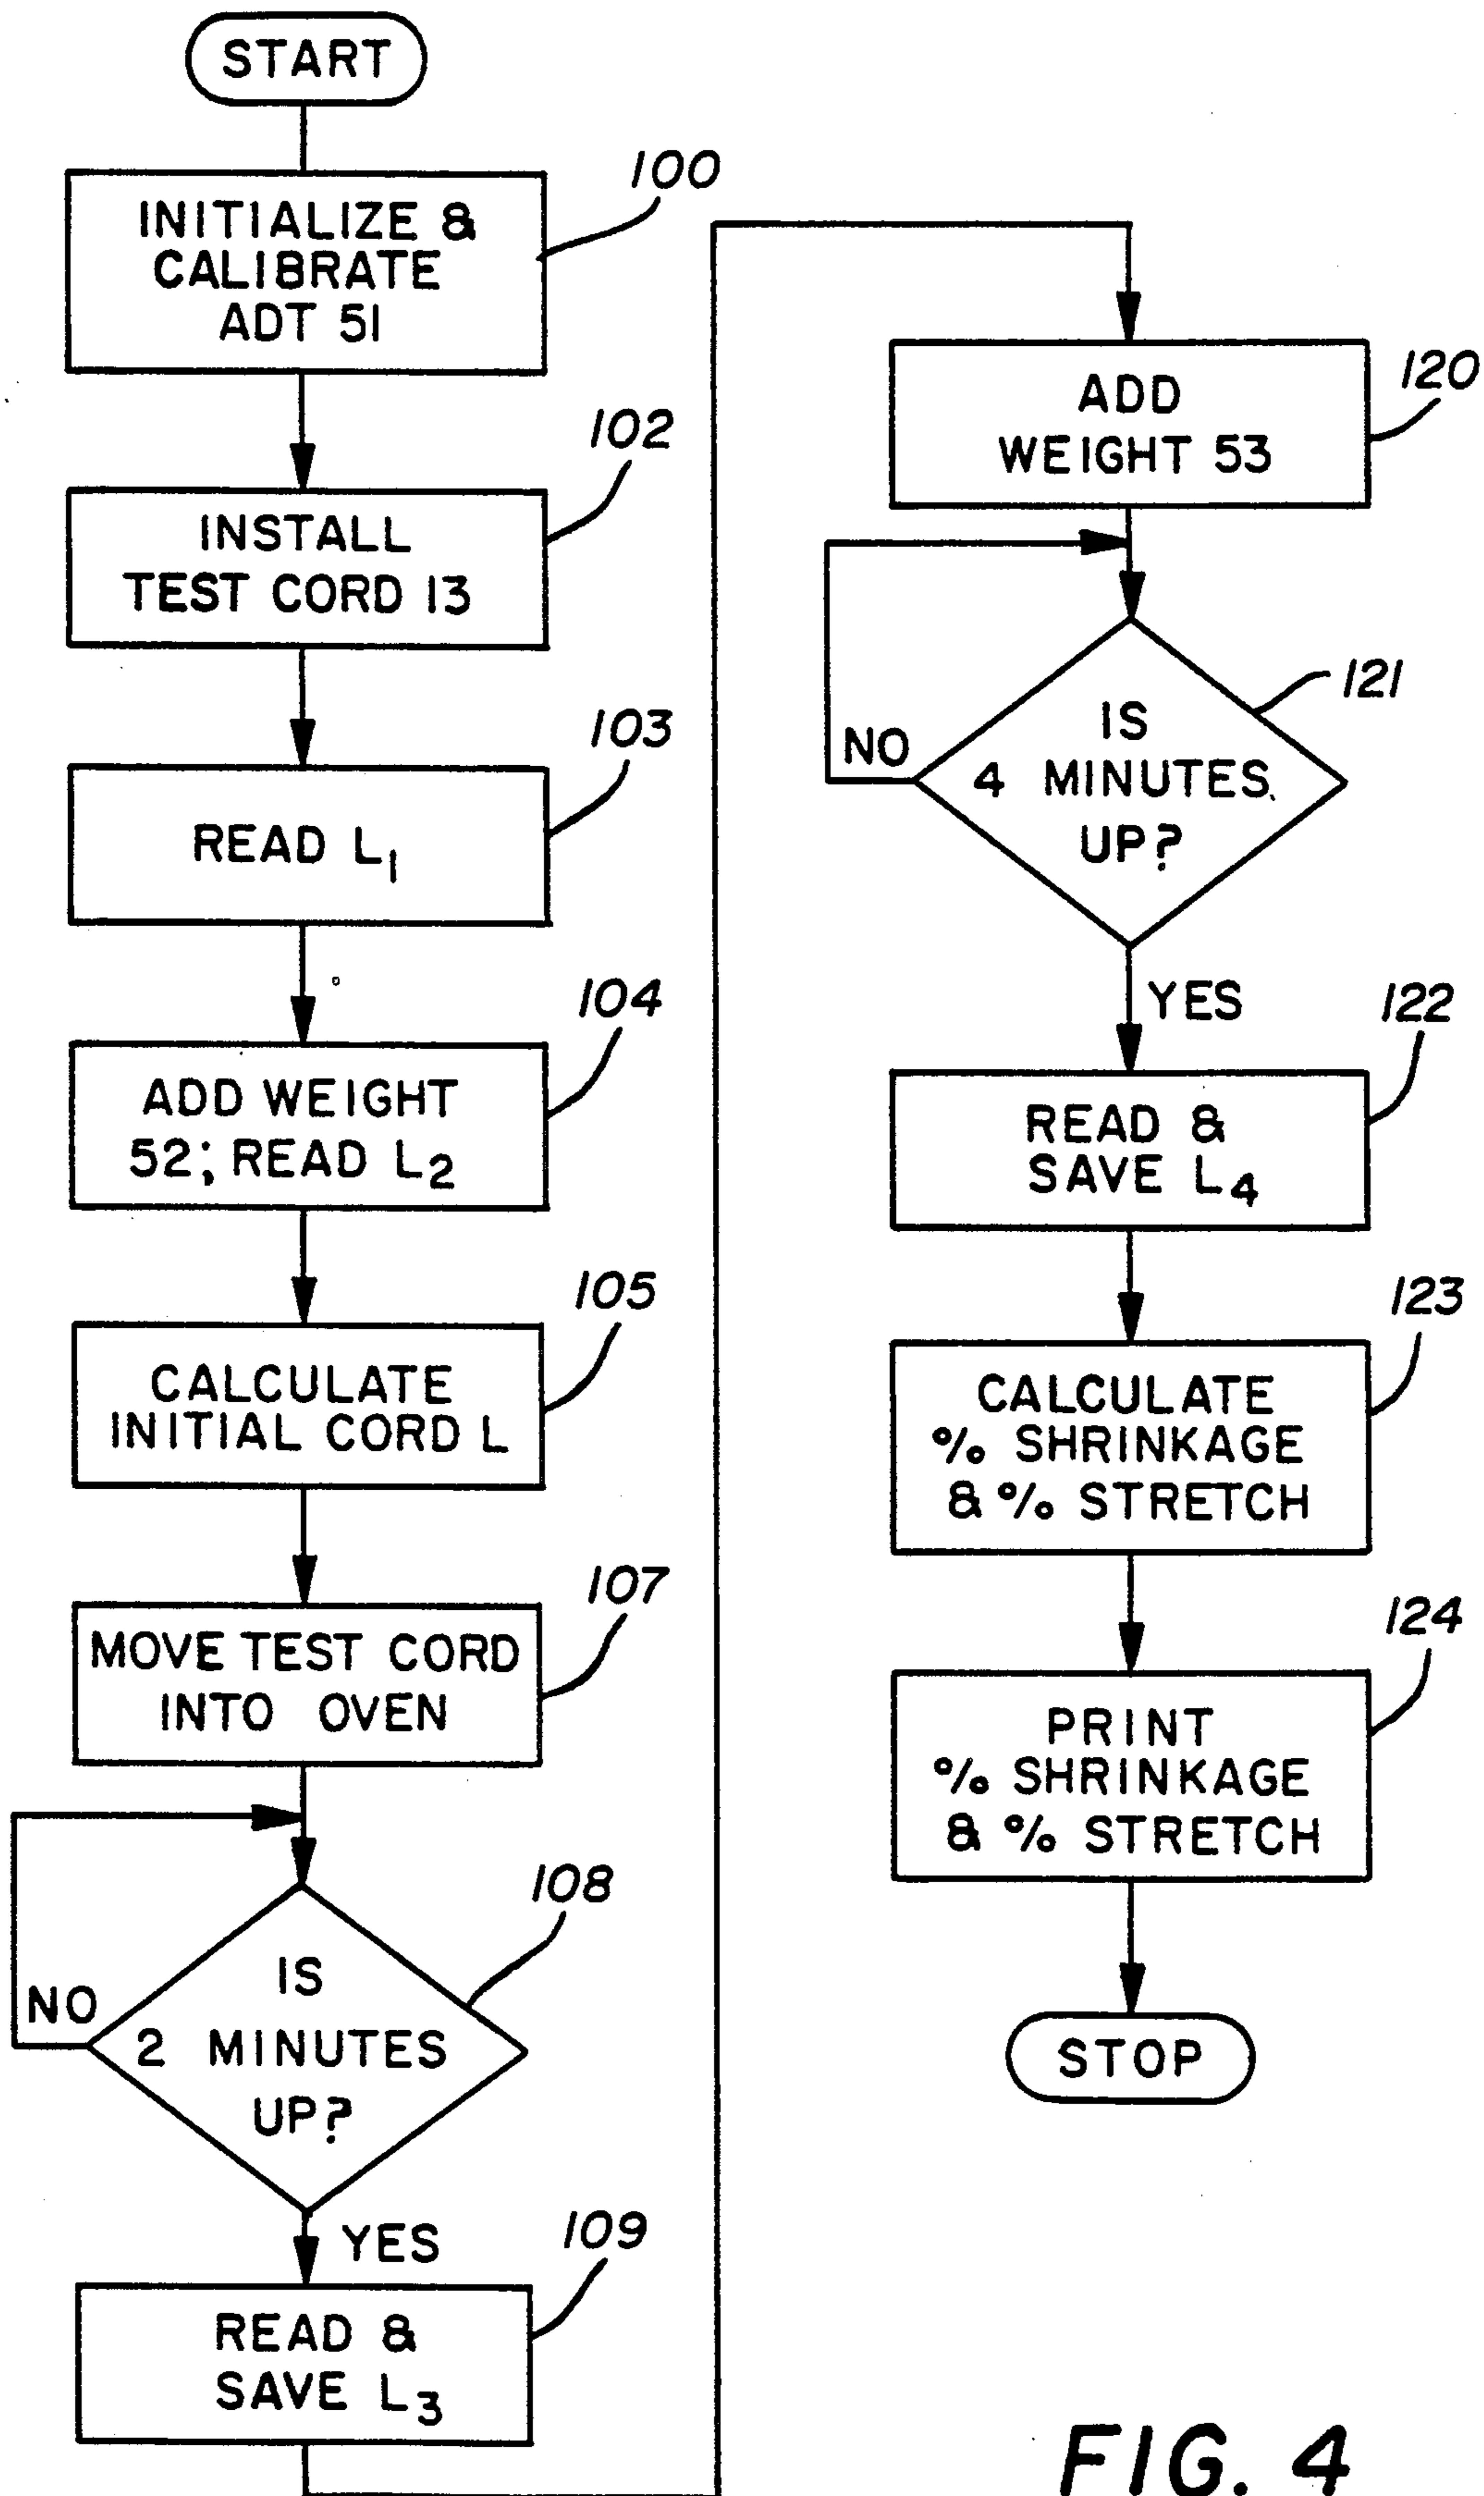 START
100
INITIALIZE &
CALIBRATE
ADT 51
102
INSTALL
TEST CORD 13
103
READ L₁
104
ADD WEIGHT
52; READ L₂
105
CALCULATE
INITIAL CORD L
107
MOVE TEST CORD
INTO OVEN
108
IS
2 MINUTES
UP?
NO
YES
109
READ &
SAVE L₃
120
ADD
WEIGHT 53
121
IS
4 MINUTES
UP?
NO
YES
122
READ &
SAVE L₄
123
CALCULATE
% SHRINKAGE
& % STRETCH
124
PRINT
% SHRINKAGE
& % STRETCH
STOP
FIG. 4